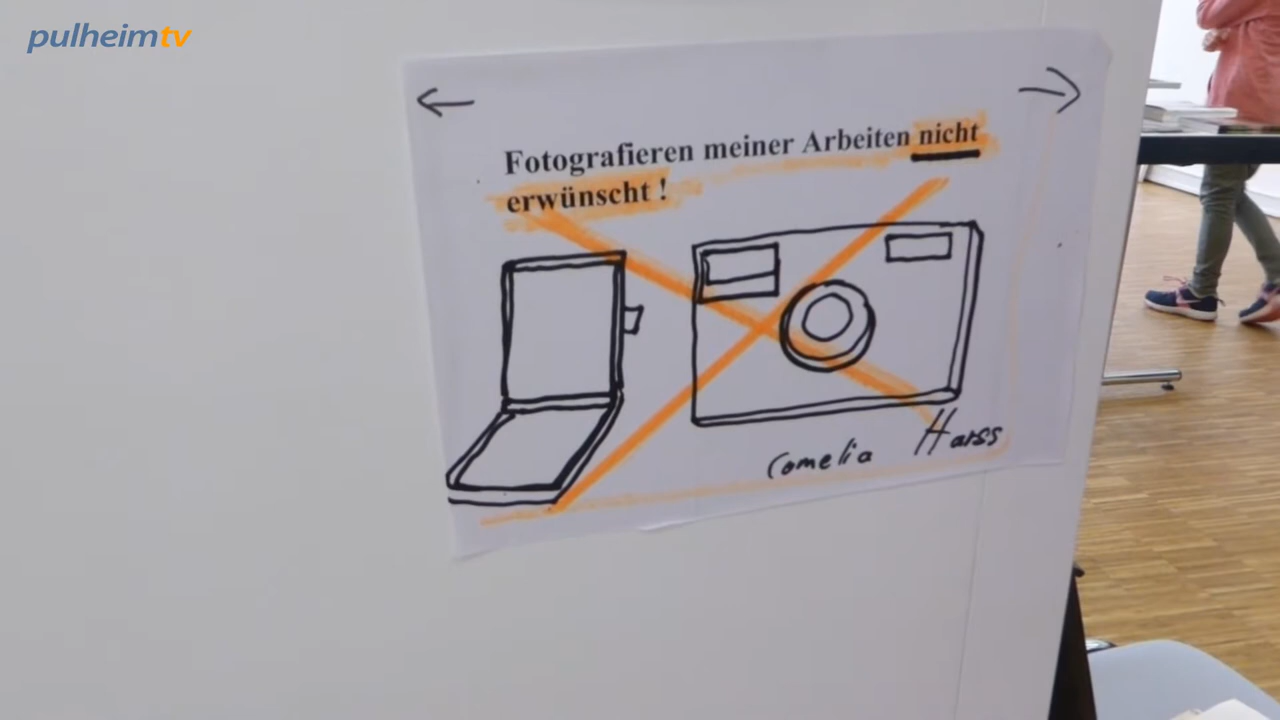 pulheimtv
Fotografieren meiner Arbeiten nicht
erwünscht !
Cornelia Harss